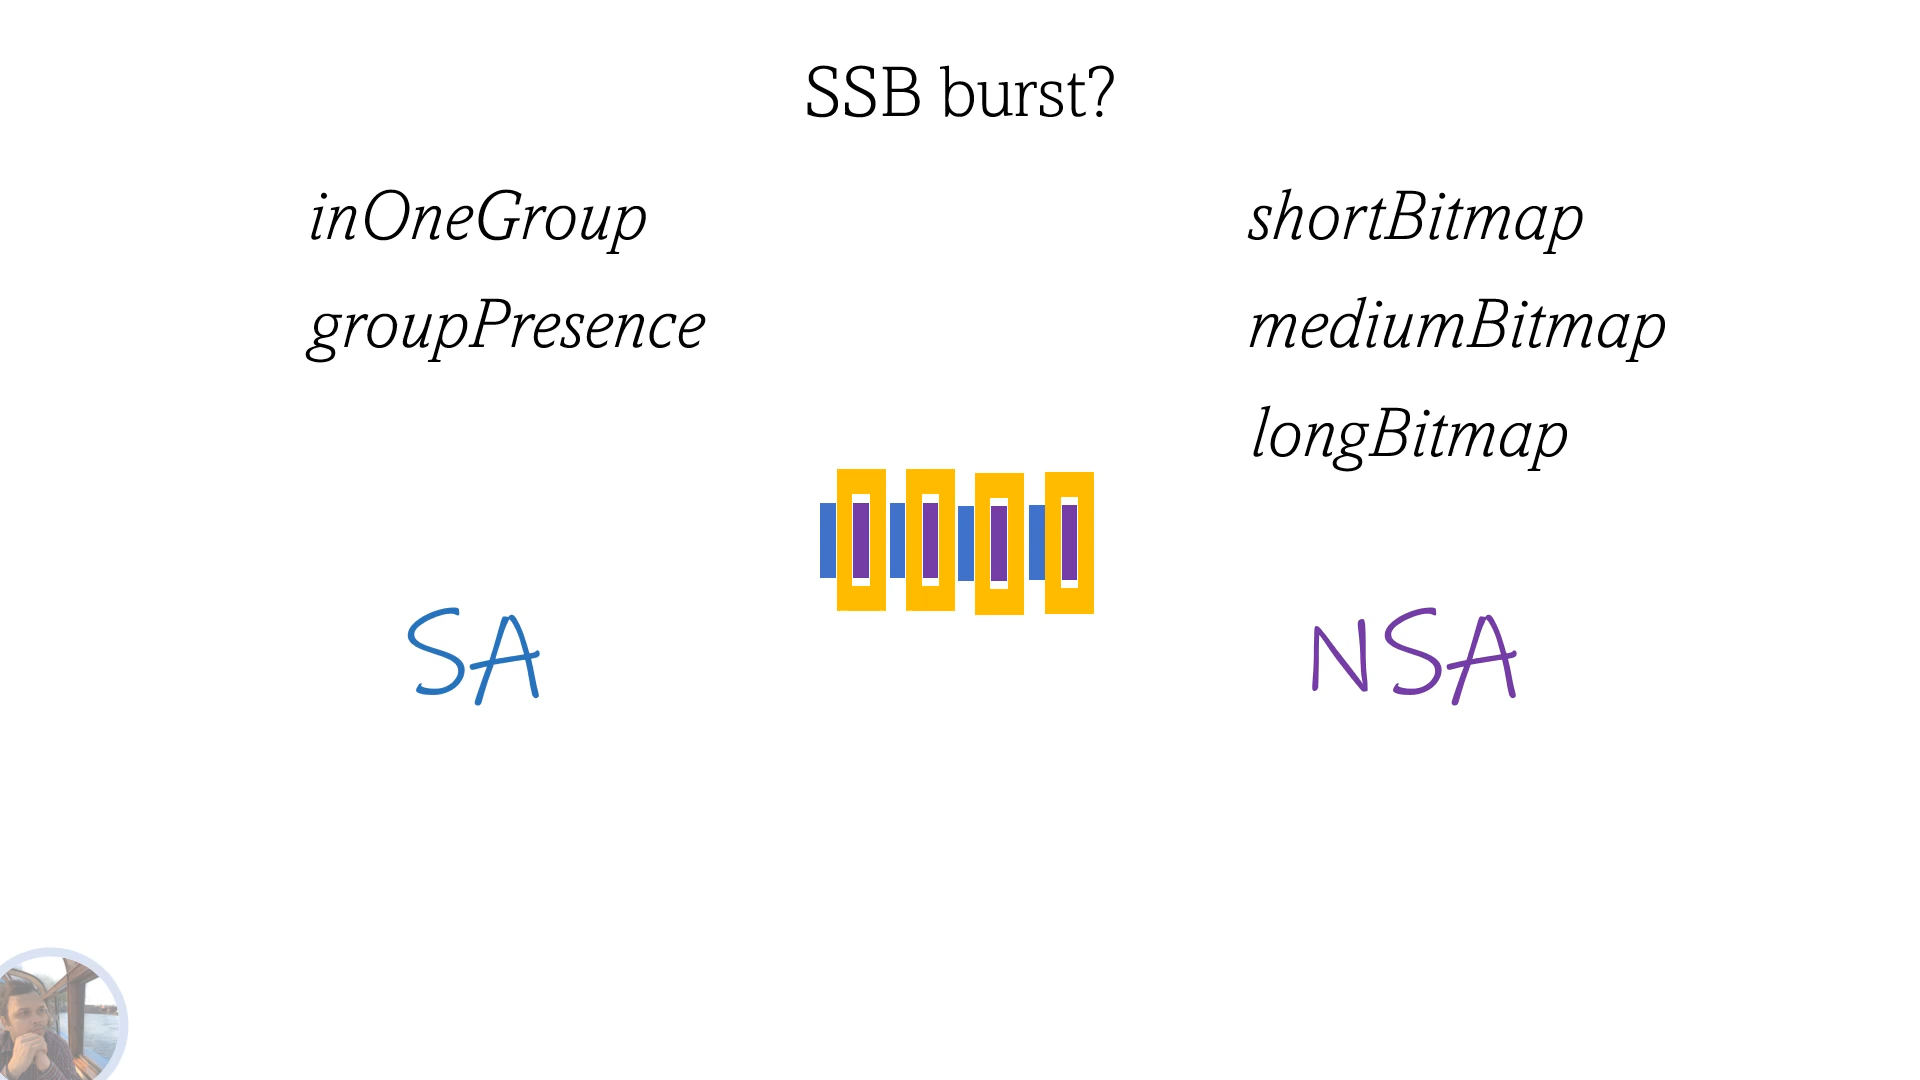 SSB burst?
inOneGroup
groupPresence
shortBitmap
mediumBitmap
longBitmap
SA
NSA